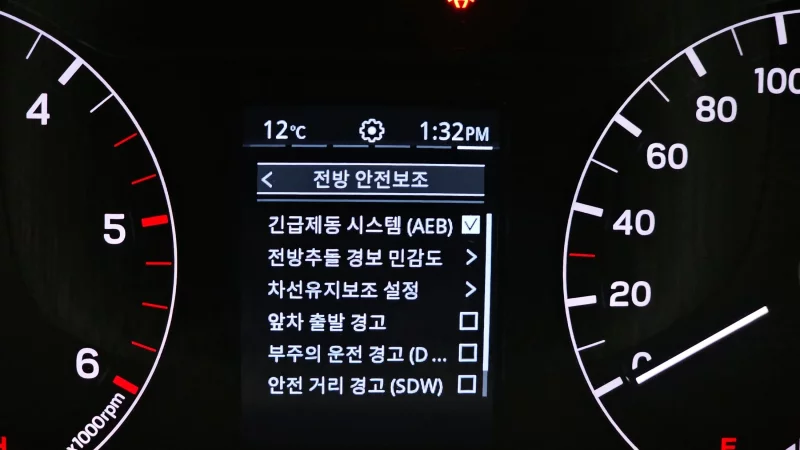 12°C 1:32PM
< 전방 안전보조
긴급제동 시스템 (AEB)
전방추돌 경보 민감도 >
차선유지보조 설정 >
앞차 출발 경고
부주의 운전 경고 (D ...
안전 거리 경고 (SDW)
4
5
6
x1000rpm
H
100
80
60
40
20
0
E